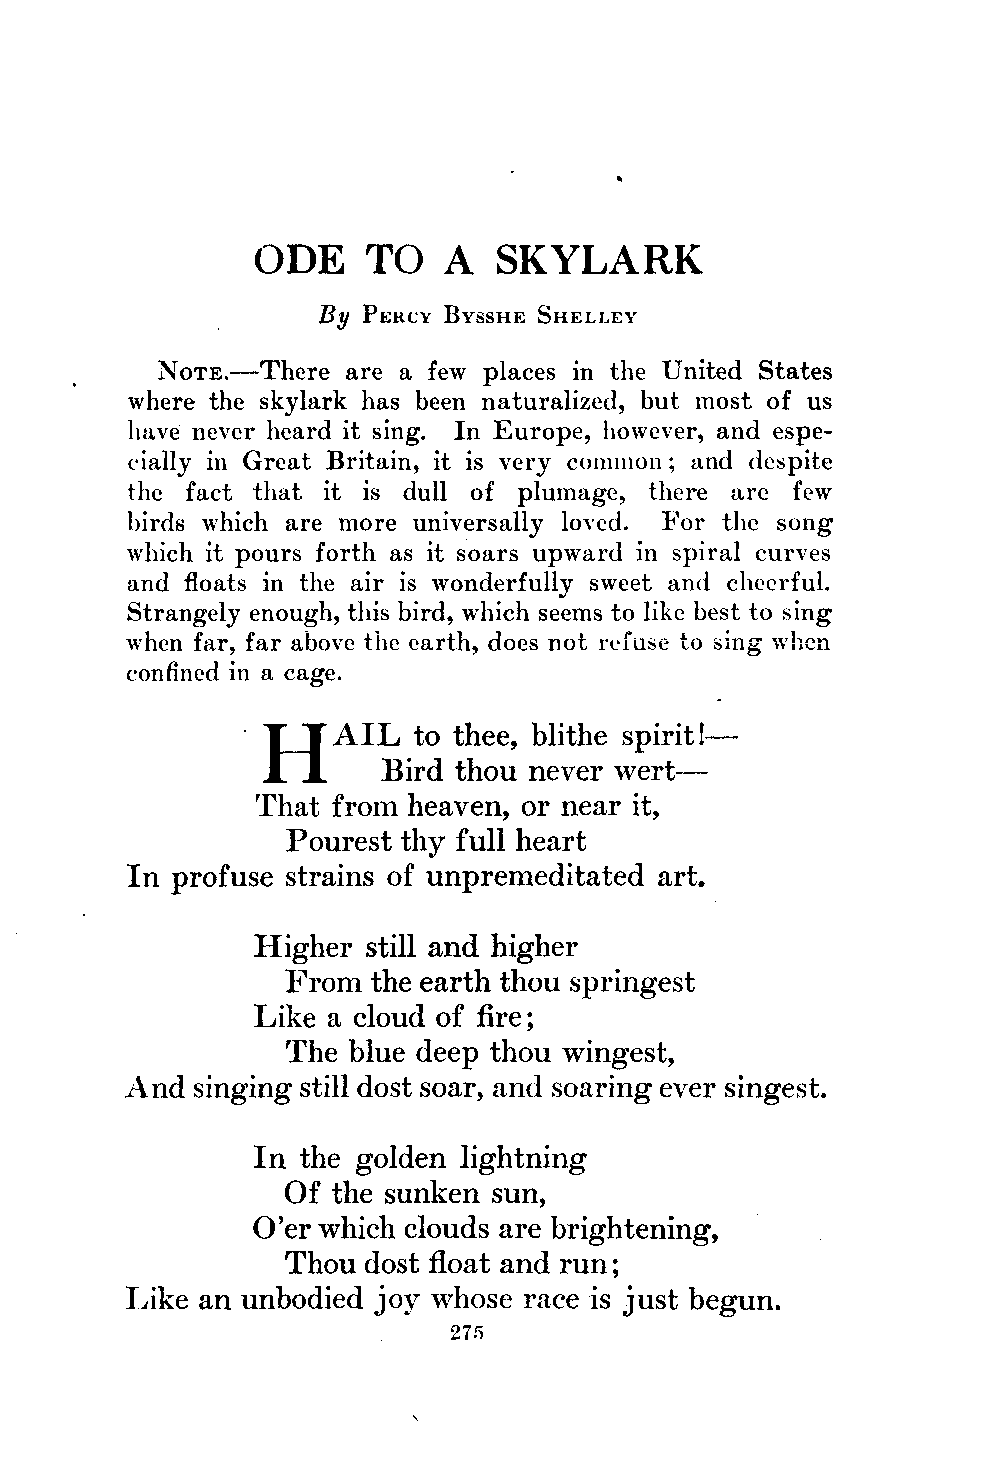 ODE TO A SKYLARK
By PERCY BYSSHE SHELLEY
NOTE.—There are a few places in the United States
where the skylark has been naturalized, but most of us
have never heard it sing. In Europe, however, and espe-
cially in Great Britain, it is very common; and despite
the fact that it is dull of plumage, there are few
birds which are more universally loved. For the song
which it pours forth as it soars upward in spiral curves
and floats in the air is wonderfully sweet and cheerful.
Strangely enough, this bird, which seems to like best to sing
when far, far above the earth, does not refuse to sing when
confined in a cage.
HAIL to thee, blithe spirit!—
Bird thou never wert—
That from heaven, or near it,
Pourest thy full heart
In profuse strains of unpremeditated art.
Higher still and higher
From the earth thou springest
Like a cloud of fire;
The blue deep thou wingest,
And singing still dost soar, and soaring ever singest.
In the golden lightning
Of the sunken sun,
O'er which clouds are brightening,
Thou dost float and run;
Like an unbodied joy whose race is just begun.
275